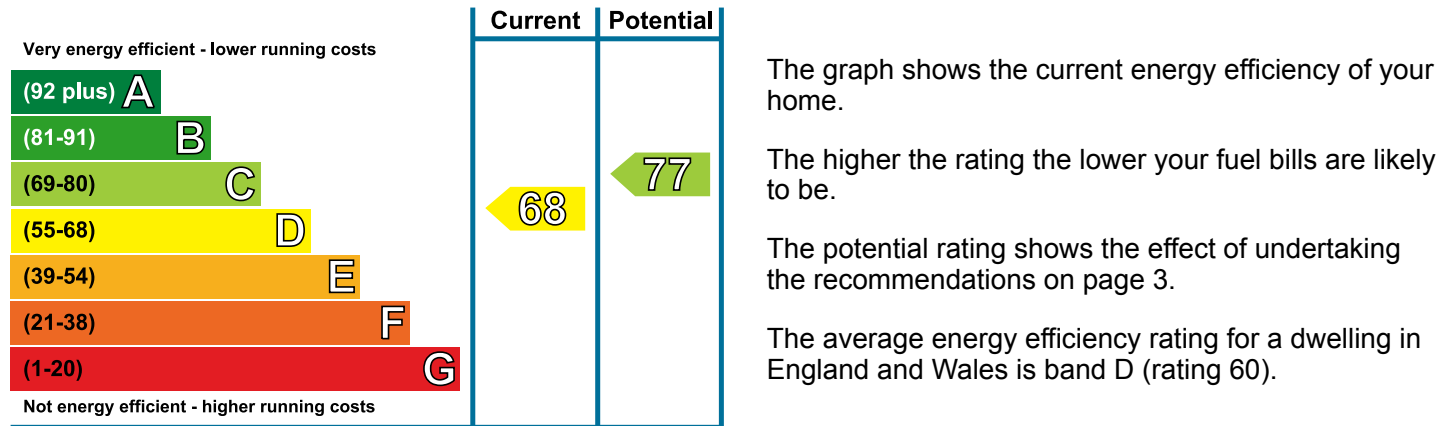 Current Potential
Very energy efficient - lower running costs
(92 plus) A
(81-91) B
(69-80) C
(55-68) D
(39-54) E
(21-38) F
(1-20) G
Not energy efficient - higher running costs
68
77
The graph shows the current energy efficiency of your
home.
The higher the rating the lower your fuel bills are likely
to be.
The potential rating shows the effect of undertaking
the recommendations on page 3.
The average energy efficiency rating for a dwelling in
England and Wales is band D (rating 60).